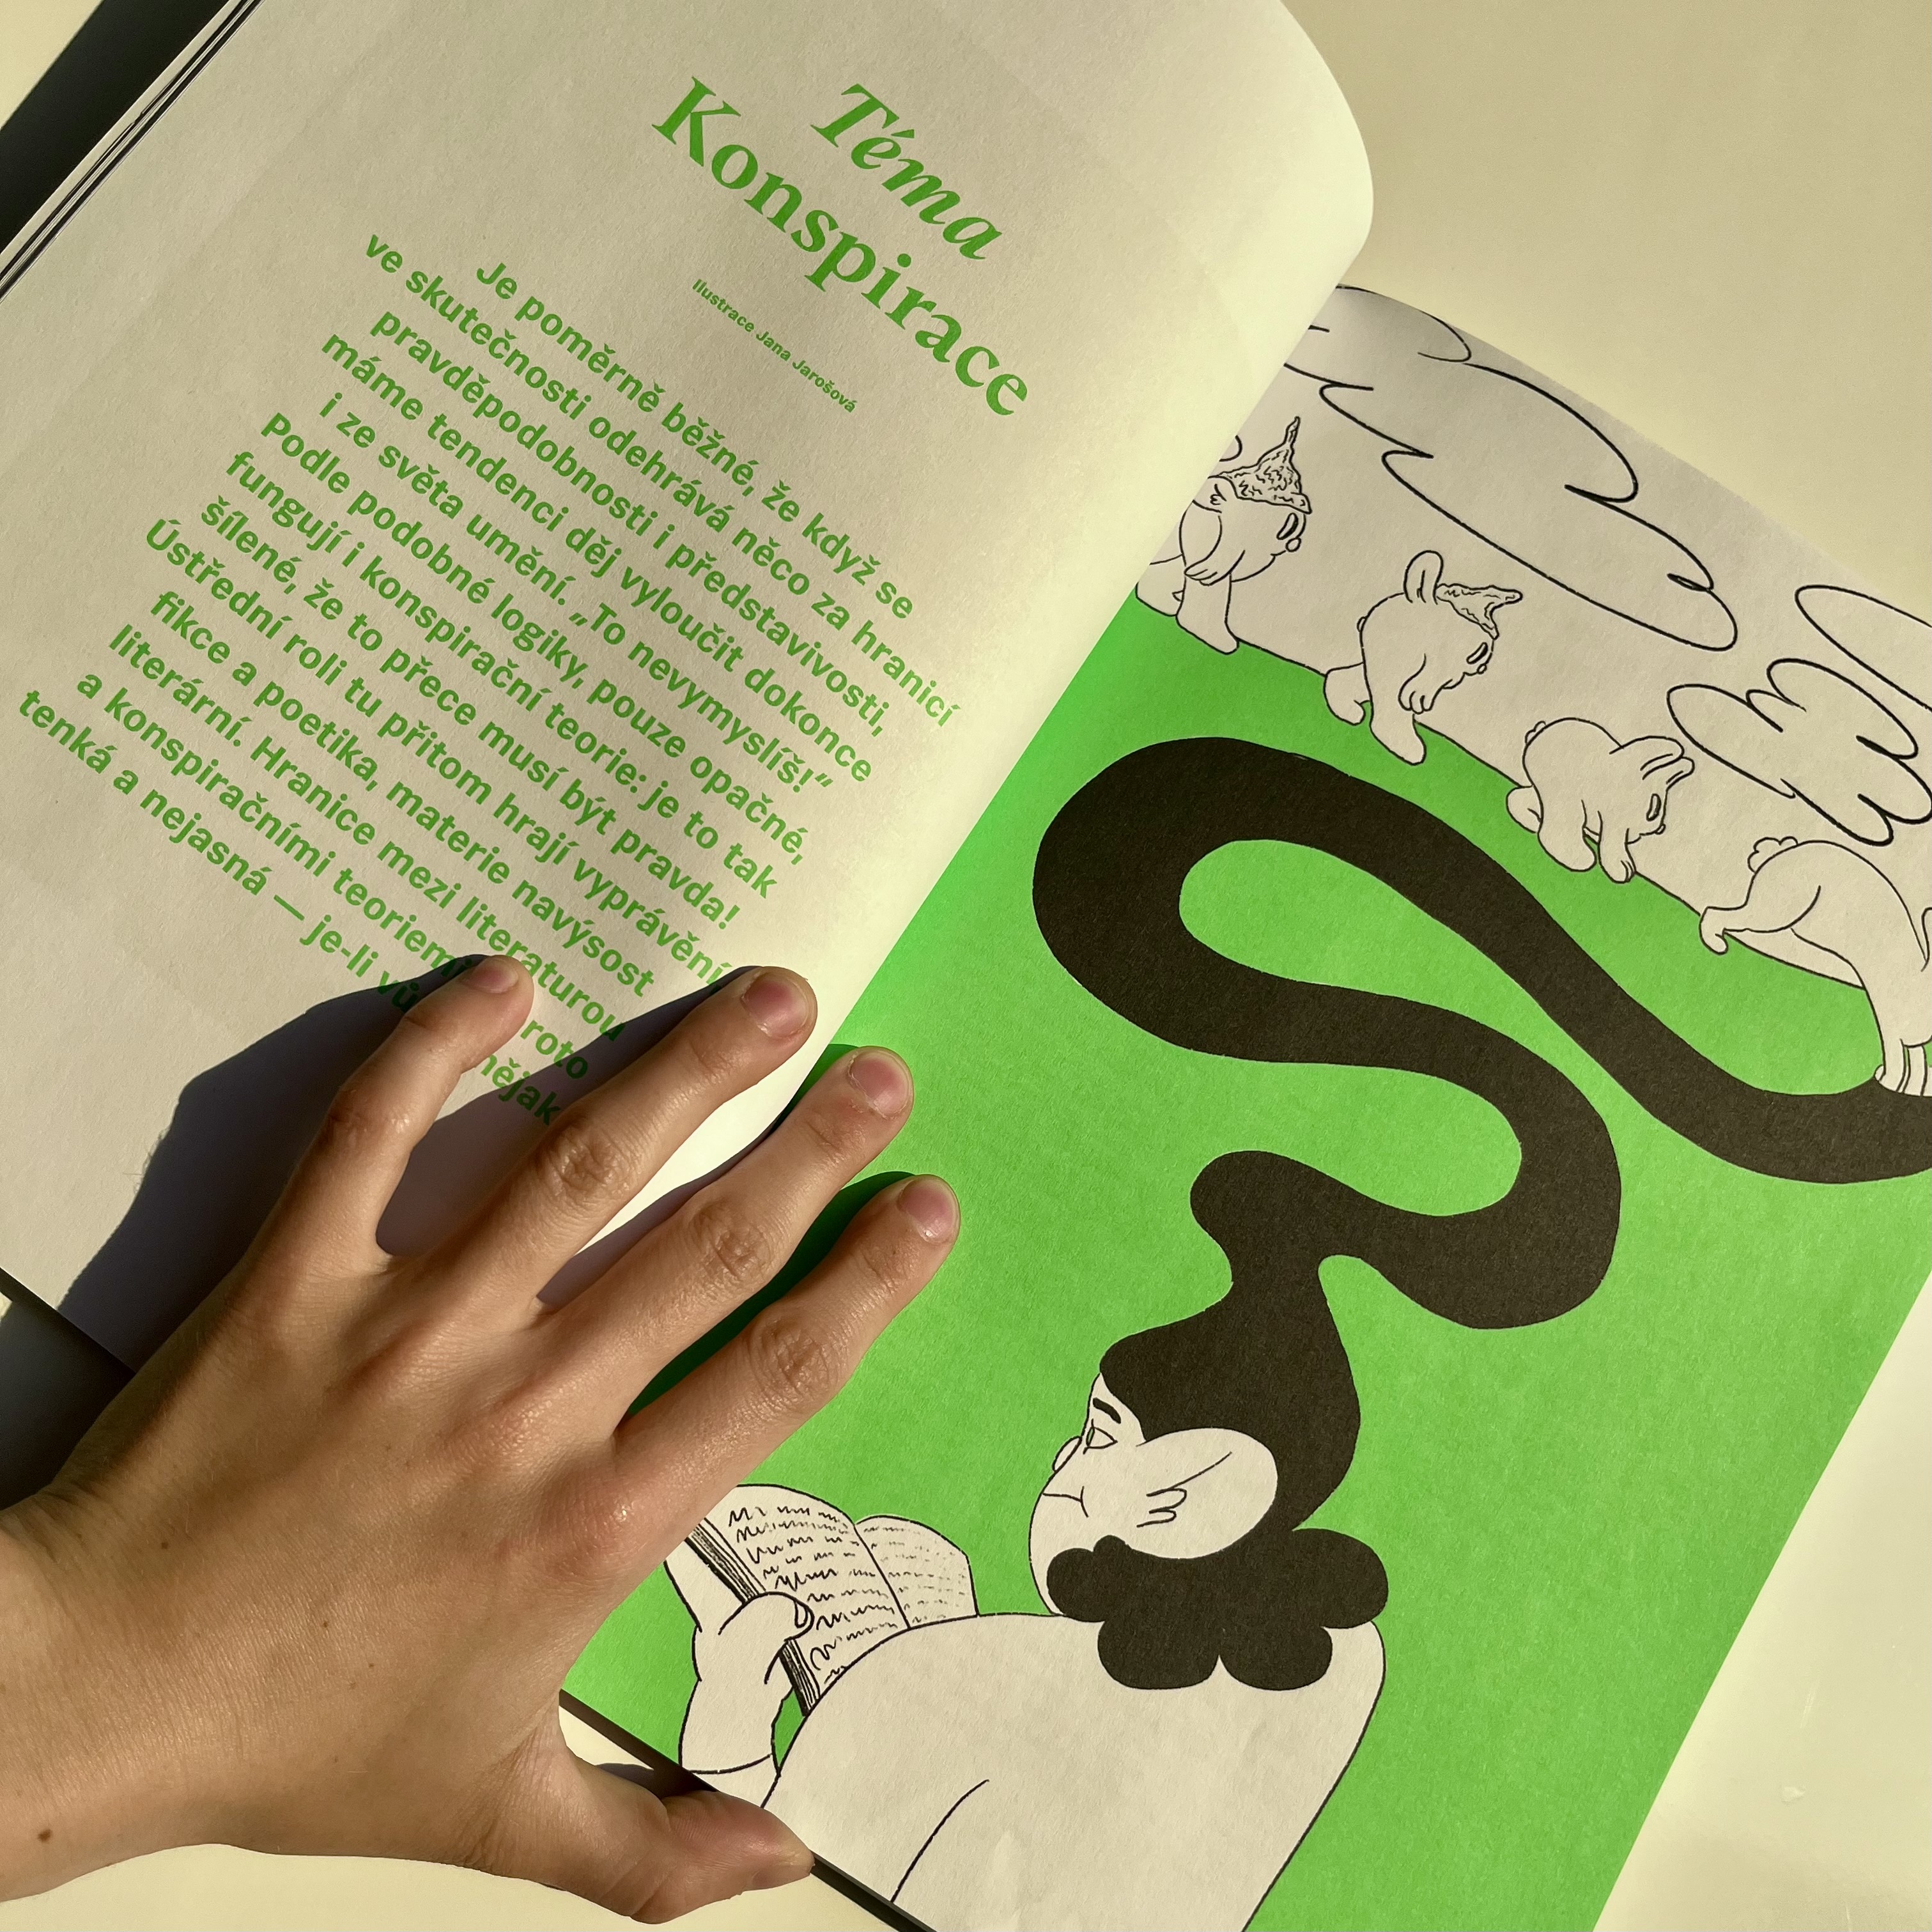 Téma
Konspirace
Ilustrace Jana Jarošová
Je poměrně běžné, že když se
ve skutečnosti odehrává něco za hranicí
pravděpodobnosti i představivosti,
máme tendenci děj vyloučit dokonce
i ze světa umění. „To nevymyslíš!“
Podle podobné logiky, pouze opačné,
fungují i konspirační teorie: je to tak
šílené, že to přece musí být pravda!
Ústřední roli tu přitom hrají vyprávění,
fikce a poetika, materie navýsost
literární. Hranice mezi literaturou
a konspiračními teoriemi
tenká a nejasná — je-li